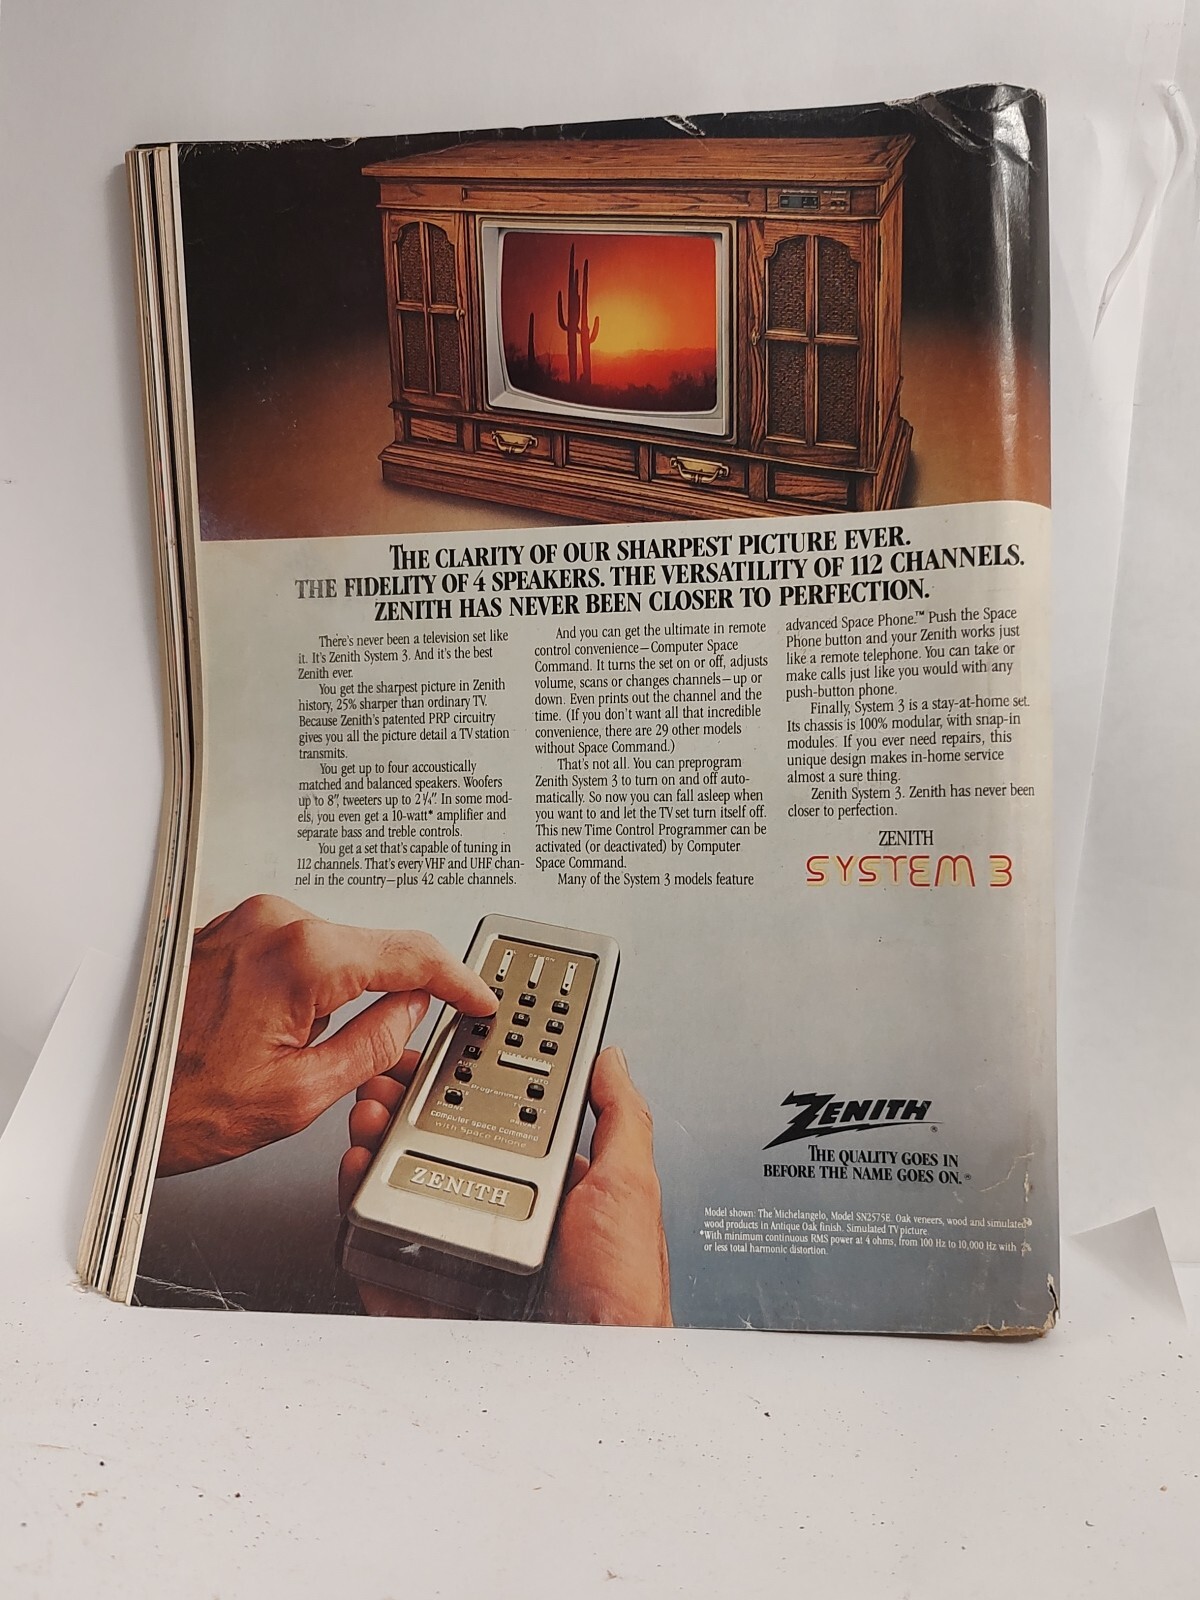 THE CLARITY OF OUR SHARPEST PICTURE EVER.
THE FIDELITY OF 4 SPEAKERS. THE VERSATILITY OF 112 CHANNELS.
ZENITH HAS NEVER BEEN CLOSER TO PERFECTION.
There's never been a television set like
it. It's Zenith System 3. And it's the best
Zenith ever.
You get the sharpest picture in Zenith
history, 25% sharper than ordinary TV.
Because Zenith's patented PRP circuitry
gives you all the picture detail a TV station
transmits.
You get up to four accoustically
matched and balanced speakers. Woofers
up to 8", tweeters up to 2¼". In some mod-
els, you even get a 10-watt* amplifier and
separate bass and treble controls.
You get a set that's capable of tuning in
112 channels. That's every VHF and UHF chan-
nel in the country—plus 42 cable channels.
And you can get the ultimate in remote
control convenience—Computer Space
Command. It turns the set on or off, adjusts
volume, scans or changes channels—up or
down. Even prints out the channel and the
time. (If you don't want all that incredible
convenience, there are 29 other models
without Space Command.)
That's not all. You can preprogram
Zenith System 3 to turn on and off auto-
matically. So now you can fall asleep when
you want to and let the TV set turn itself off.
This new Time Control Programmer can be
activated (or deactivated) by Computer
Space Command.
Many of the System 3 models feature
advanced Space Phone.™ Push the Space
Phone button and your Zenith works just
like a remote telephone. You can take or
make calls just like you would with any
push-button phone.
Finally, System 3 is a stay-at-home set.
Its chassis is 100% modular, with snap-in
modules. If you ever need repairs, this
unique design makes in-home service
almost a sure thing.
Zenith System 3. Zenith has never been
closer to perfection.
ZENITH
SYSTEM 3
2 3
5 6
7 8 9
0
AUTO AUTO
Programmer
PHONE
computer space command
with Space Phone
ZENITH
ZENITH®
THE QUALITY GOES IN
BEFORE THE NAME GOES ON.®
Model shown: The Michelangelo, Model SN2575E. Oak veneers, wood and simulated
wood products in Antique Oak finish. Simulated TV picture.
*With minimum continuous RMS power at 4 ohms, from 100 Hz to 10,000 Hz with
or less total harmonic distortion.